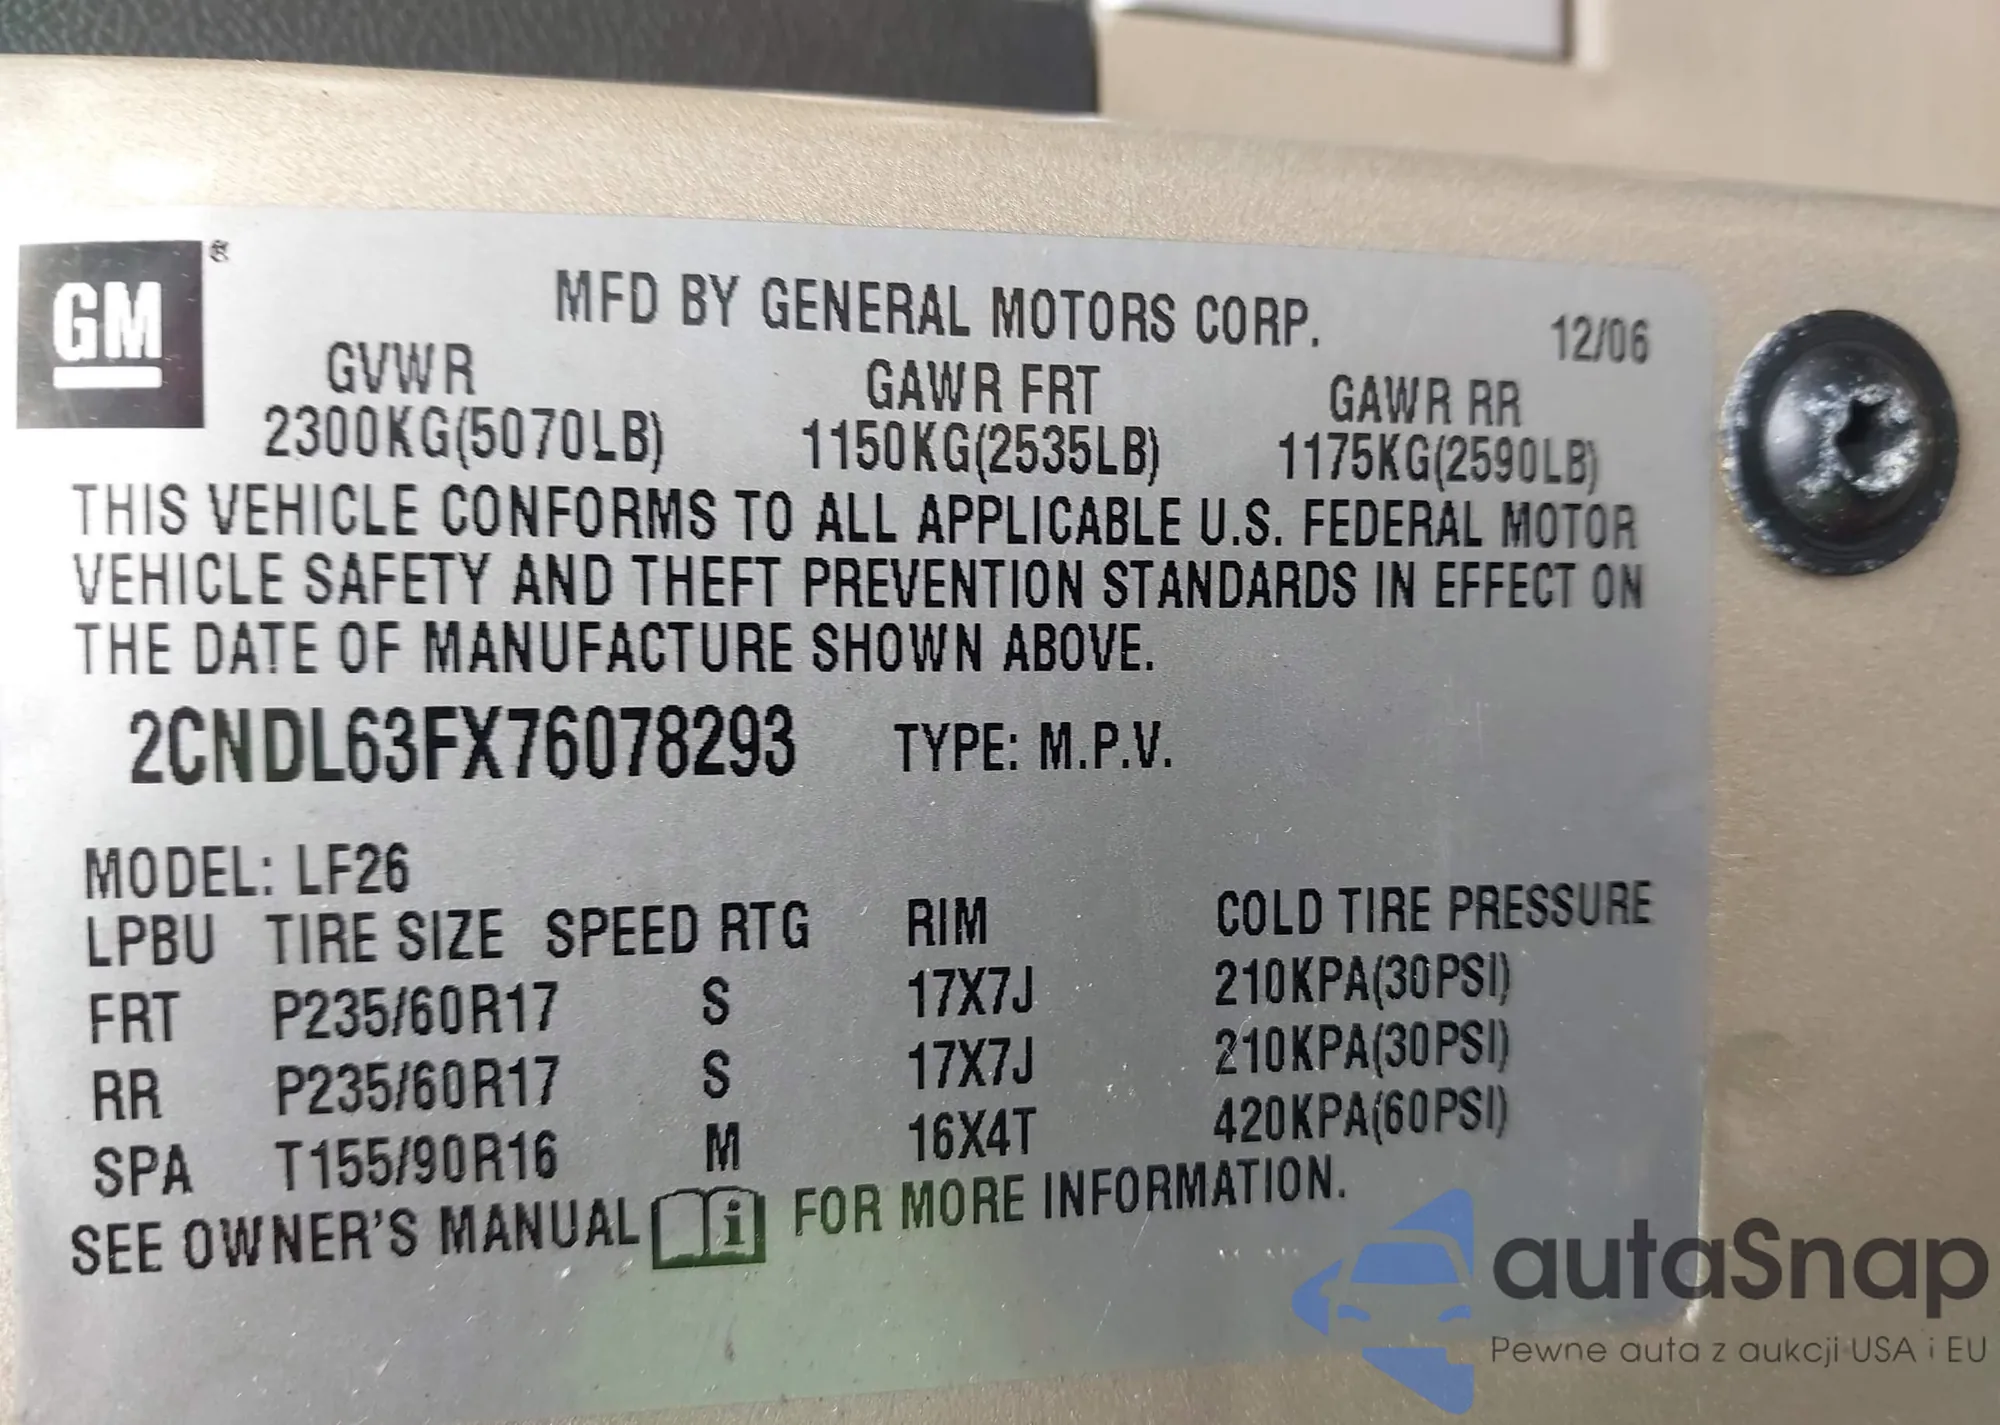 GM®
MFD BY GENERAL MOTORS CORP. 12/06
GVWR GAWR FRT GAWR RR
2300KG(5070LB) 1150KG(2535LB) 1175KG(2590LB)
THIS VEHICLE CONFORMS TO ALL APPLICABLE U.S. FEDERAL MOTOR
VEHICLE SAFETY AND THEFT PREVENTION STANDARDS IN EFFECT ON
THE DATE OF MANUFACTURE SHOWN ABOVE.
2CNDL63FX76078293 TYPE: M.P.V.
MODEL: LF26
LPBU TIRE SIZE SPEED RTG RIM COLD TIRE PRESSURE
FRT P235/60R17 S 17X7J 210KPA(30PSI)
RR P235/60R17 S 17X7J 210KPA(30PSI)
SPA T155/90R16 M 16X4T 420KPA(60PSI)
SEE OWNER'S MANUAL i FOR MORE INFORMATION.
autaSnap
Pewne auta z aukcji USA i EU